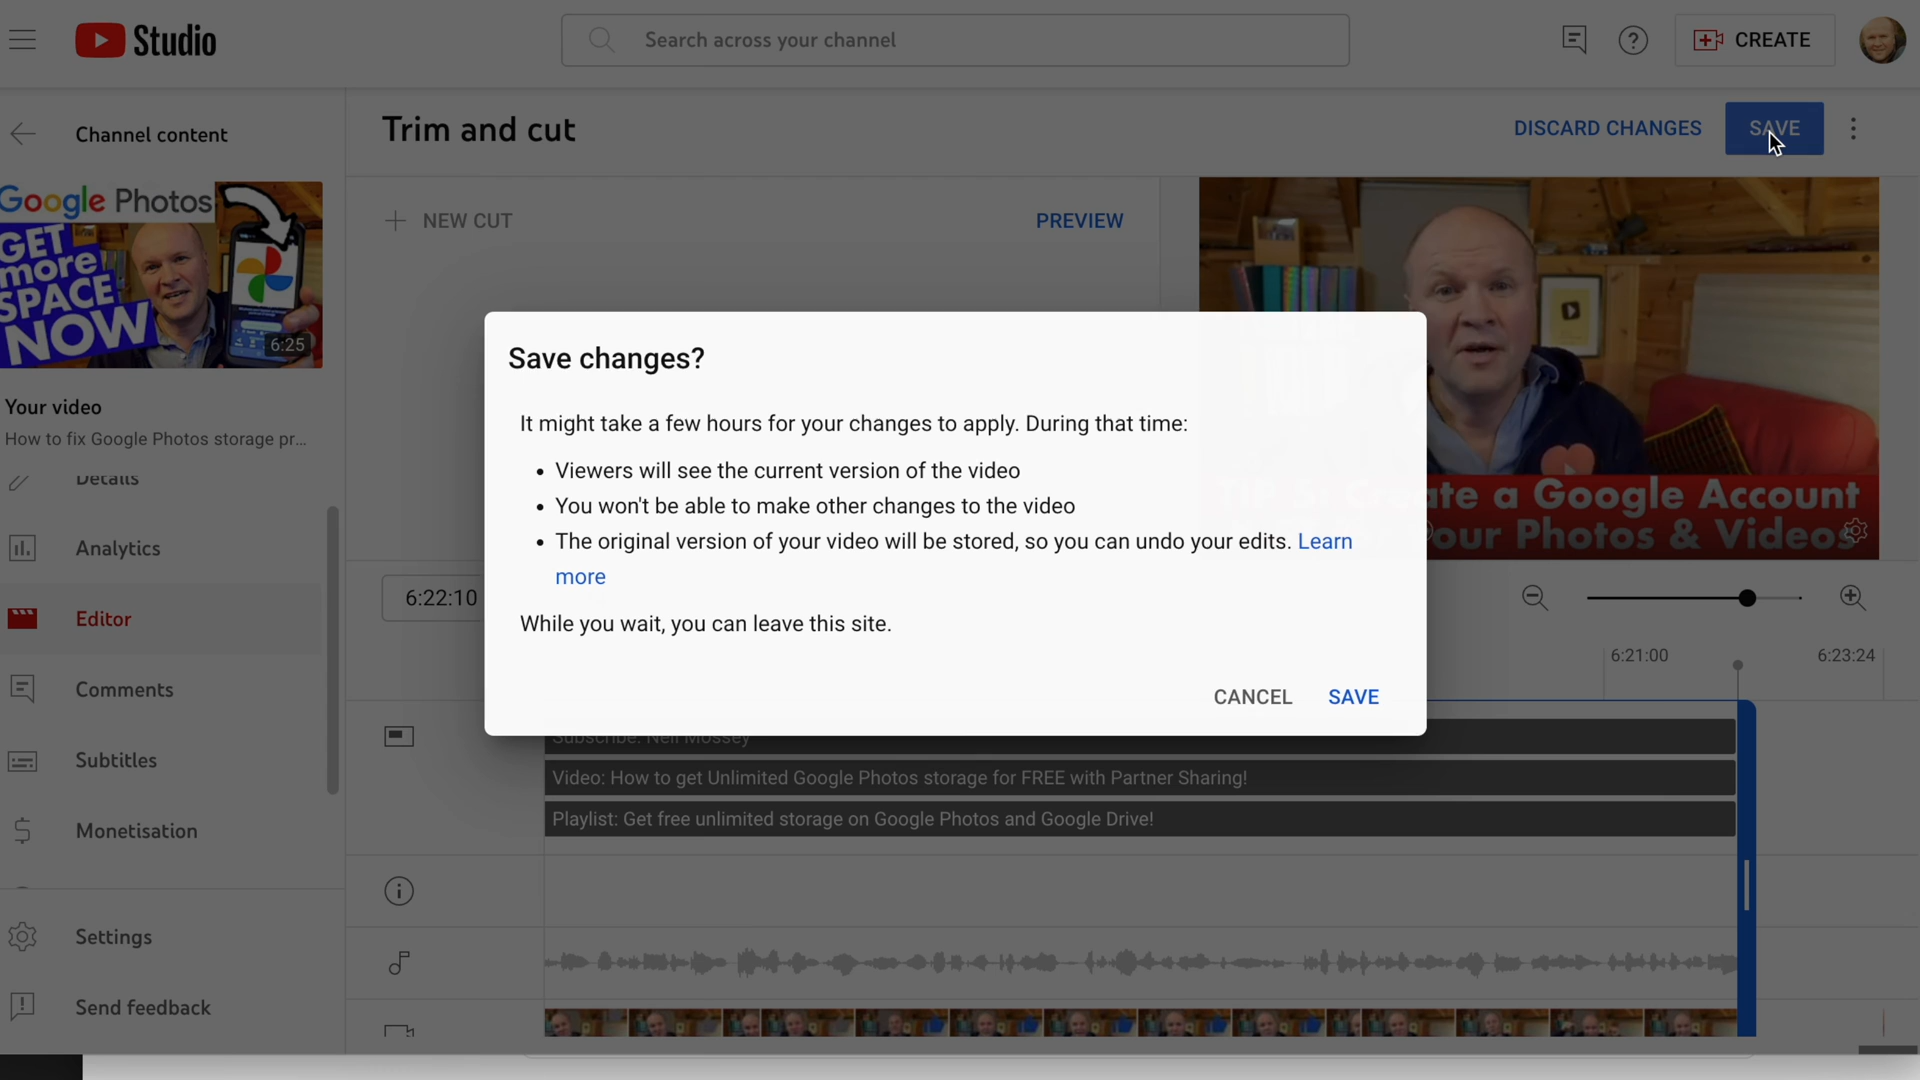 Studio
Search across your channel
CREATE
Channel content
Trim and cut
DISCARD CHANGES
SAVE
Google Photos
GET
more
SPACE
NOW
6:25
NEW CUT
PREVIEW
Your video
How to fix Google Photos storage pr...
Details
Analytics
Editor
Comments
Subtitles
Monetisation
Settings
Send feedback
Save changes?
It might take a few hours for your changes to apply. During that time:
• Viewers will see the current version of the video
• You won't be able to make other changes to the video
• The original version of your video will be stored, so you can undo your edits. Learn
more
While you wait, you can leave this site.
CANCEL
SAVE
TIP 5. Create a Google Account
our Photos & Videos
6:22:10
6:21:00
6:23:24
Subscribe: Neil Mossey
Video: How to get Unlimited Google Photos storage for FREE with Partner Sharing!
Playlist: Get free unlimited storage on Google Photos and Google Drive!